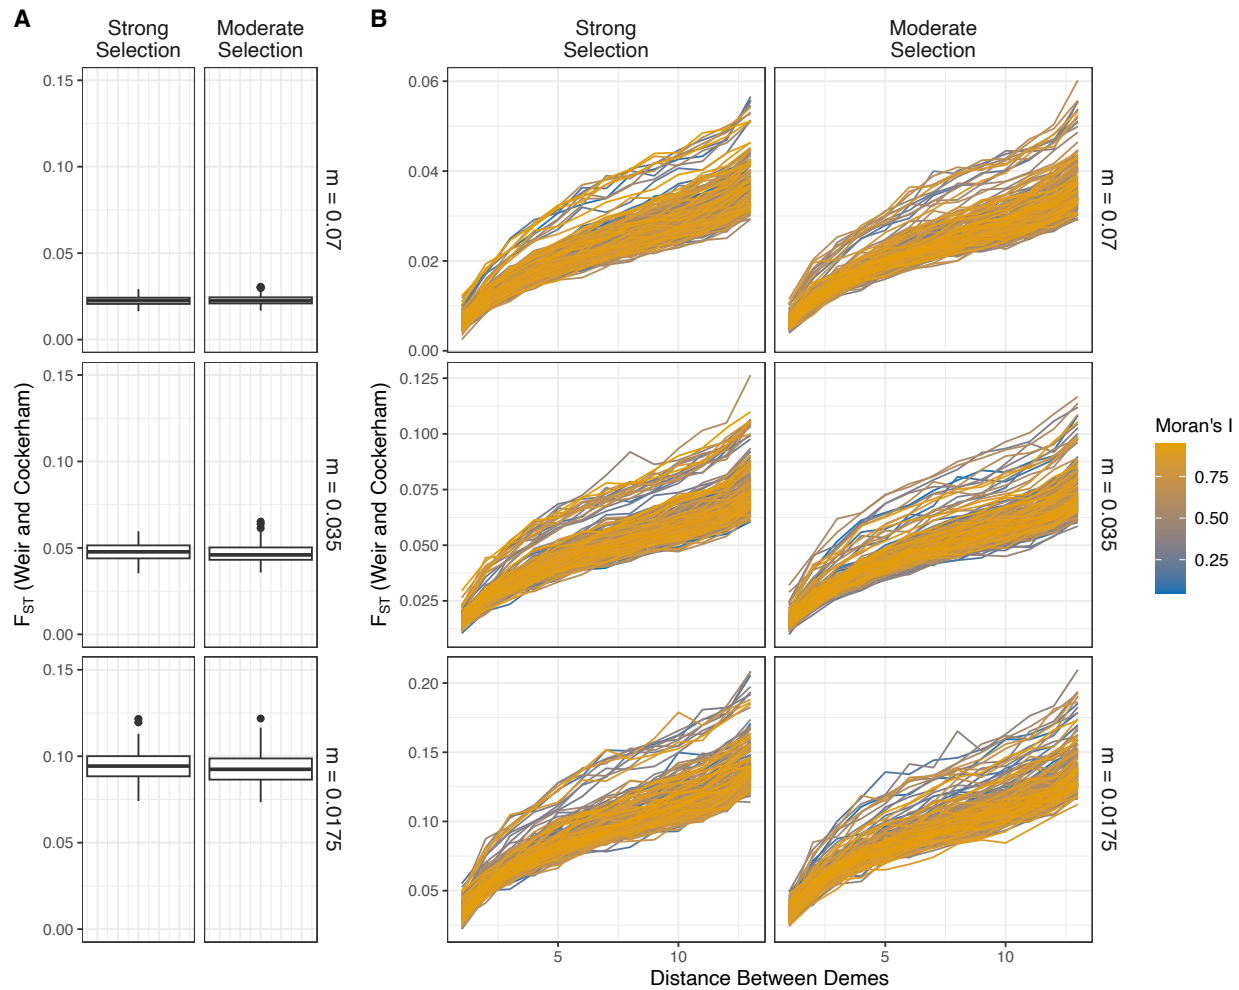 A
B
Strong
Selection
Moderate
Selection
Strong
Selection
Moderate
Selection
F_ST (Weir and Cockerham)
0.15
0.10
0.05
0.00
m = 0.07
0.15
0.10
0.05
0.00
m = 0.035
0.15
0.10
0.05
0.00
m = 0.0175
F_ST (Weir and Cockerham)
0.06
0.04
0.02
0.00
m = 0.07
0.125
0.100
0.075
0.050
0.025
m = 0.035
0.20
0.15
0.10
0.05
m = 0.0175
5
10
5
10
Distance Between Demes
Moran's I
0.75
0.50
0.25